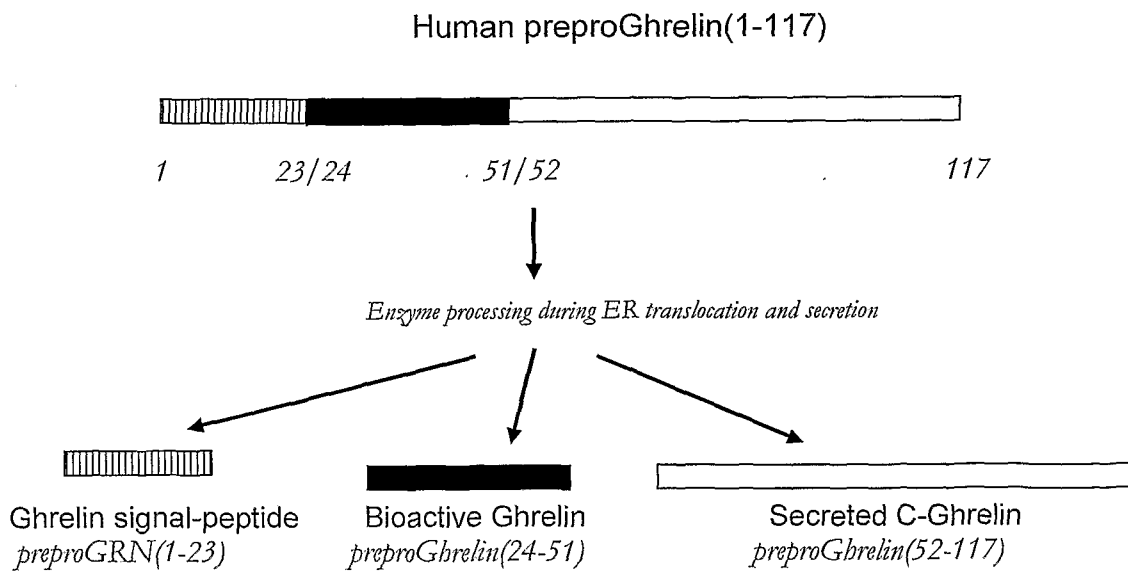 Human preproGhrelin(1-117)
1 23/24 51/52 117
Enzyme processing during ER translocation and secretion
Ghrelin signal-peptide Bioactive Ghrelin Secreted C-Ghrelin
preproGRN(1-23) preproGhrelin(24-51) preproGhrelin(52-117)